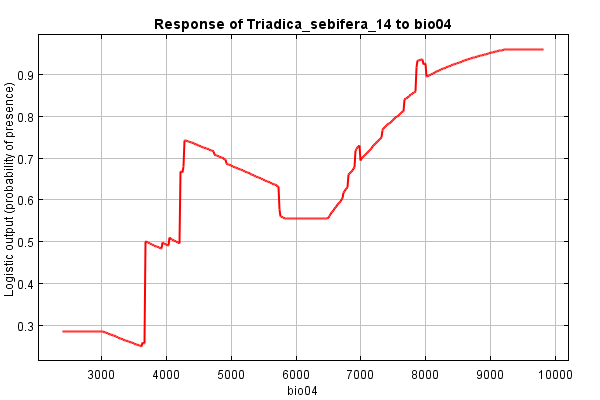 Response of Triadica_sebifera_14 to bio04
Logistic output (probability of presence)
0.9
0.8
0.7
0.6
0.5
0.4
0.3
3000 4000 5000 6000 7000 8000 9000 10000
bio04